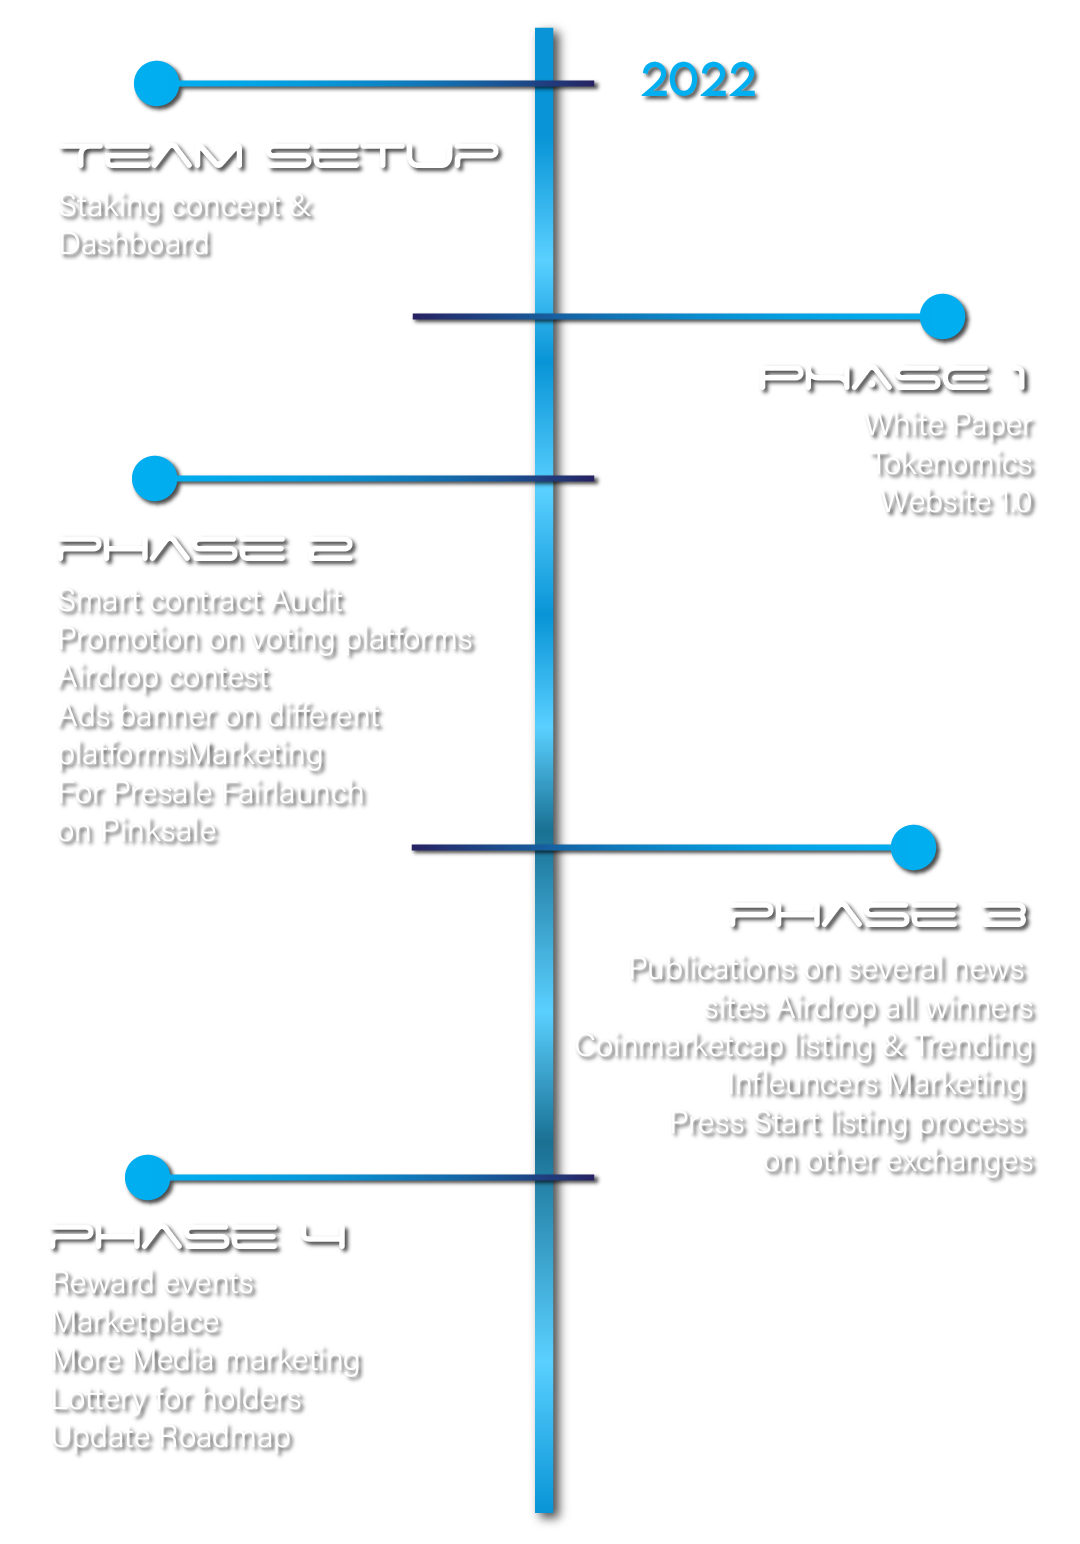 2022
TEAM SETUP
Staking concept &
Dashboard
PHASE 1
White Paper
Tokenomics
Website 1.0
PHASE 2
Smart contract Audit
Promotion on voting platforms
Airdrop contest
Ads banner on different
platformsMarketing
For Presale Fairlaunch
on Pinksale
PHASE 3
Publications on several news
sites Airdrop all winners
Coinmarketcap listing & Trending
Infleuncers Marketing
Press Start listing process
on other exchanges
PHASE 4
Reward events
Marketplace
More Media marketing
Lottery for holders
Update Roadmap